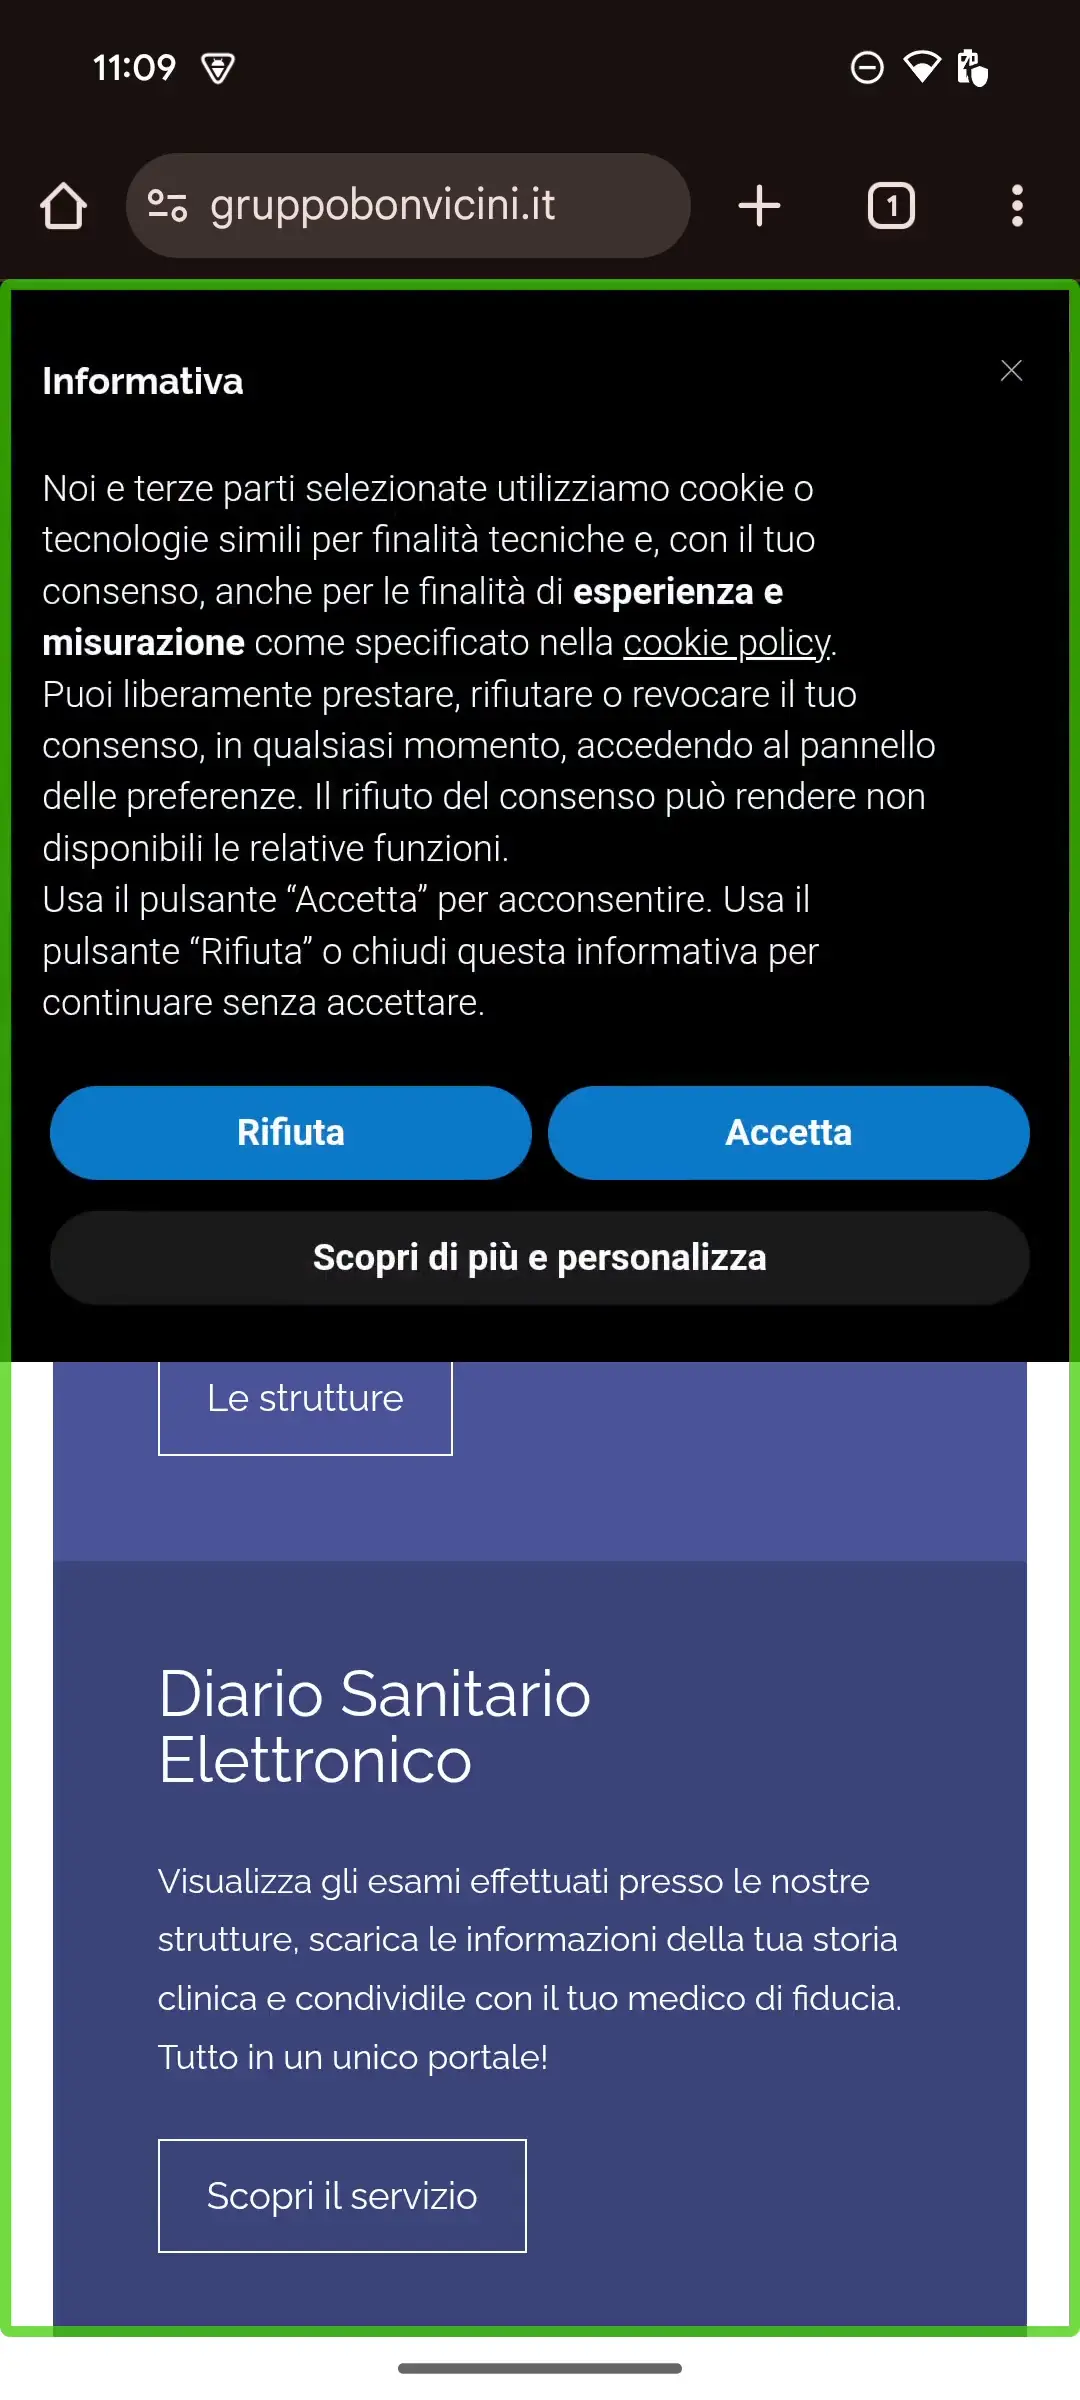 11:09
gruppobonvicini.it
1
Informativa
Noi e terze parti selezionate utilizziamo cookie o
tecnologie simili per finalità tecniche e, con il tuo
consenso, anche per le finalità di esperienza e
misurazione come specificato nella cookie policy.
Puoi liberamente prestare, rifiutare o revocare il tuo
consenso, in qualsiasi momento, accedendo al pannello
delle preferenze. Il rifiuto del consenso può rendere non
disponibili le relative funzioni.
Usa il pulsante “Accetta” per acconsentire. Usa il
pulsante “Rifiuta” o chiudi questa informativa per
continuare senza accettare.
Rifiuta
Accetta
Scopri di più e personalizza
Le strutture
Diario Sanitario
Elettronico
Visualizza gli esami effettuati presso le nostre
strutture, scarica le informazioni della tua storia
clinica e condividile con il tuo medico di fiducia.
Tutto in un unico portale!
Scopri il servizio